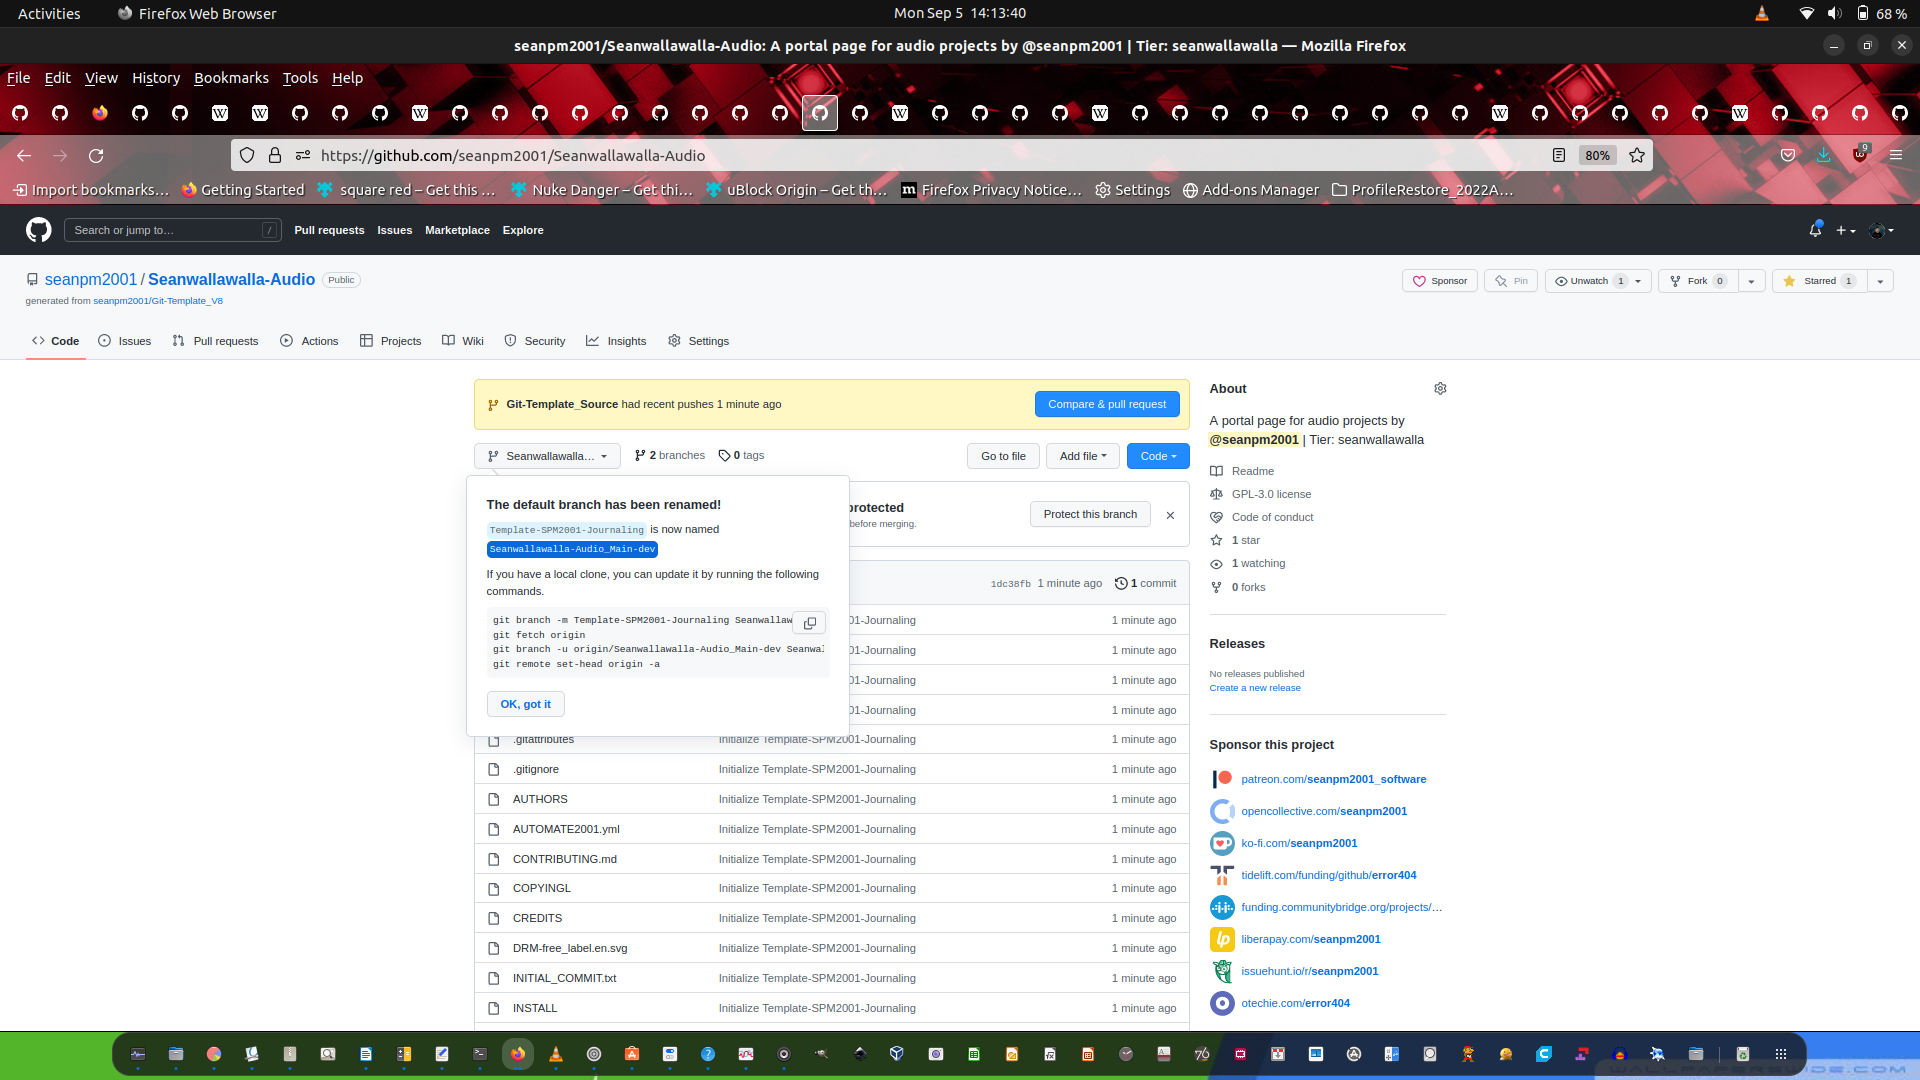 Activities
Firefox Web Browser
Mon Sep 5 14:13:40
68 %
seanpm2001/Seanwallawalla-Audio: A portal page for audio projects by @seanpm2001 | Tier: seanwallawalla — Mozilla Firefox
File Edit View History Bookmarks Tools Help
https://github.com/seanpm2001/Seanwallawalla-Audio
80%
9
Import bookmarks…
Getting Started
square red – Get this …
Nuke Danger – Get thi…
uBlock Origin – Get th…
Firefox Privacy Notice…
Settings
Add-ons Manager
ProfileRestore_2022A…
Search or jump to…
/
Pull requests Issues Marketplace Explore
seanpm2001 / Seanwallawalla-Audio Public
generated from seanpm2001/Git-Template_V8
Sponsor
Pin
Unwatch 1
Fork 0
Starred 1
Code
Issues
Pull requests
Actions
Projects
Wiki
Security
Insights
Settings
Git-Template_Source had recent pushes 1 minute ago
Compare & pull request
Seanwallawalla…
2 branches
0 tags
Go to file
Add file
Code
The default branch has been renamed!
Template-SPM2001-Journaling is now named
Seanwallawalla-Audio_Main-dev
If you have a local clone, you can update it by running the following
commands.
git branch -m Template-SPM2001-Journaling Seanwallaw
git fetch origin
git branch -u origin/Seanwallawalla-Audio_Main-dev Seanwal
git remote set-head origin -a
OK, got it
protected
before merging.
Protect this branch
1dc38fb 1 minute ago
1 commit
01-Journaling 1 minute ago
01-Journaling 1 minute ago
01-Journaling 1 minute ago
01-Journaling 1 minute ago
.gitattributes Initialize Template-SPM2001-Journaling 1 minute ago
.gitignore Initialize Template-SPM2001-Journaling 1 minute ago
AUTHORS Initialize Template-SPM2001-Journaling 1 minute ago
AUTOMATE2001.yml Initialize Template-SPM2001-Journaling 1 minute ago
CONTRIBUTING.md Initialize Template-SPM2001-Journaling 1 minute ago
COPYINGL Initialize Template-SPM2001-Journaling 1 minute ago
CREDITS Initialize Template-SPM2001-Journaling 1 minute ago
DRM-free_label.en.svg Initialize Template-SPM2001-Journaling 1 minute ago
INITIAL_COMMIT.txt Initialize Template-SPM2001-Journaling 1 minute ago
INSTALL Initialize Template-SPM2001-Journaling 1 minute ago
About
A portal page for audio projects by
@seanpm2001 | Tier: seanwallawalla
Readme
GPL-3.0 license
Code of conduct
1 star
1 watching
0 forks
Releases
No releases published
Create a new release
Sponsor this project
patreon.com/seanpm2001_software
opencollective.com/seanpm2001
ko-fi.com/seanpm2001
tidelift.com/funding/github/error404
funding.communitybridge.org/projects/…
liberapay.com/seanpm2001
issuehunt.io/r/seanpm2001
otechie.com/error404